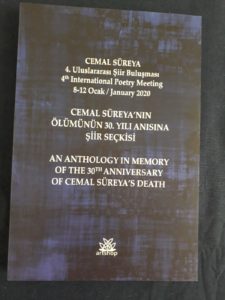 CEMAL SÜREYA
4. Uluslararası Şiir Buluşması
4th International Poetry Meeting
8-12 Ocak / January 2020
CEMAL SÜREYA'NIN
ÖLÜMÜNÜN 30. YILI ANISINA
ŞİİR SEÇKİSİ
AN ANTHOLOGY IN MEMORY
OF THE 30TH ANNIVERSARY
OF CEMAL SÜREYA'S DEATH
artshop